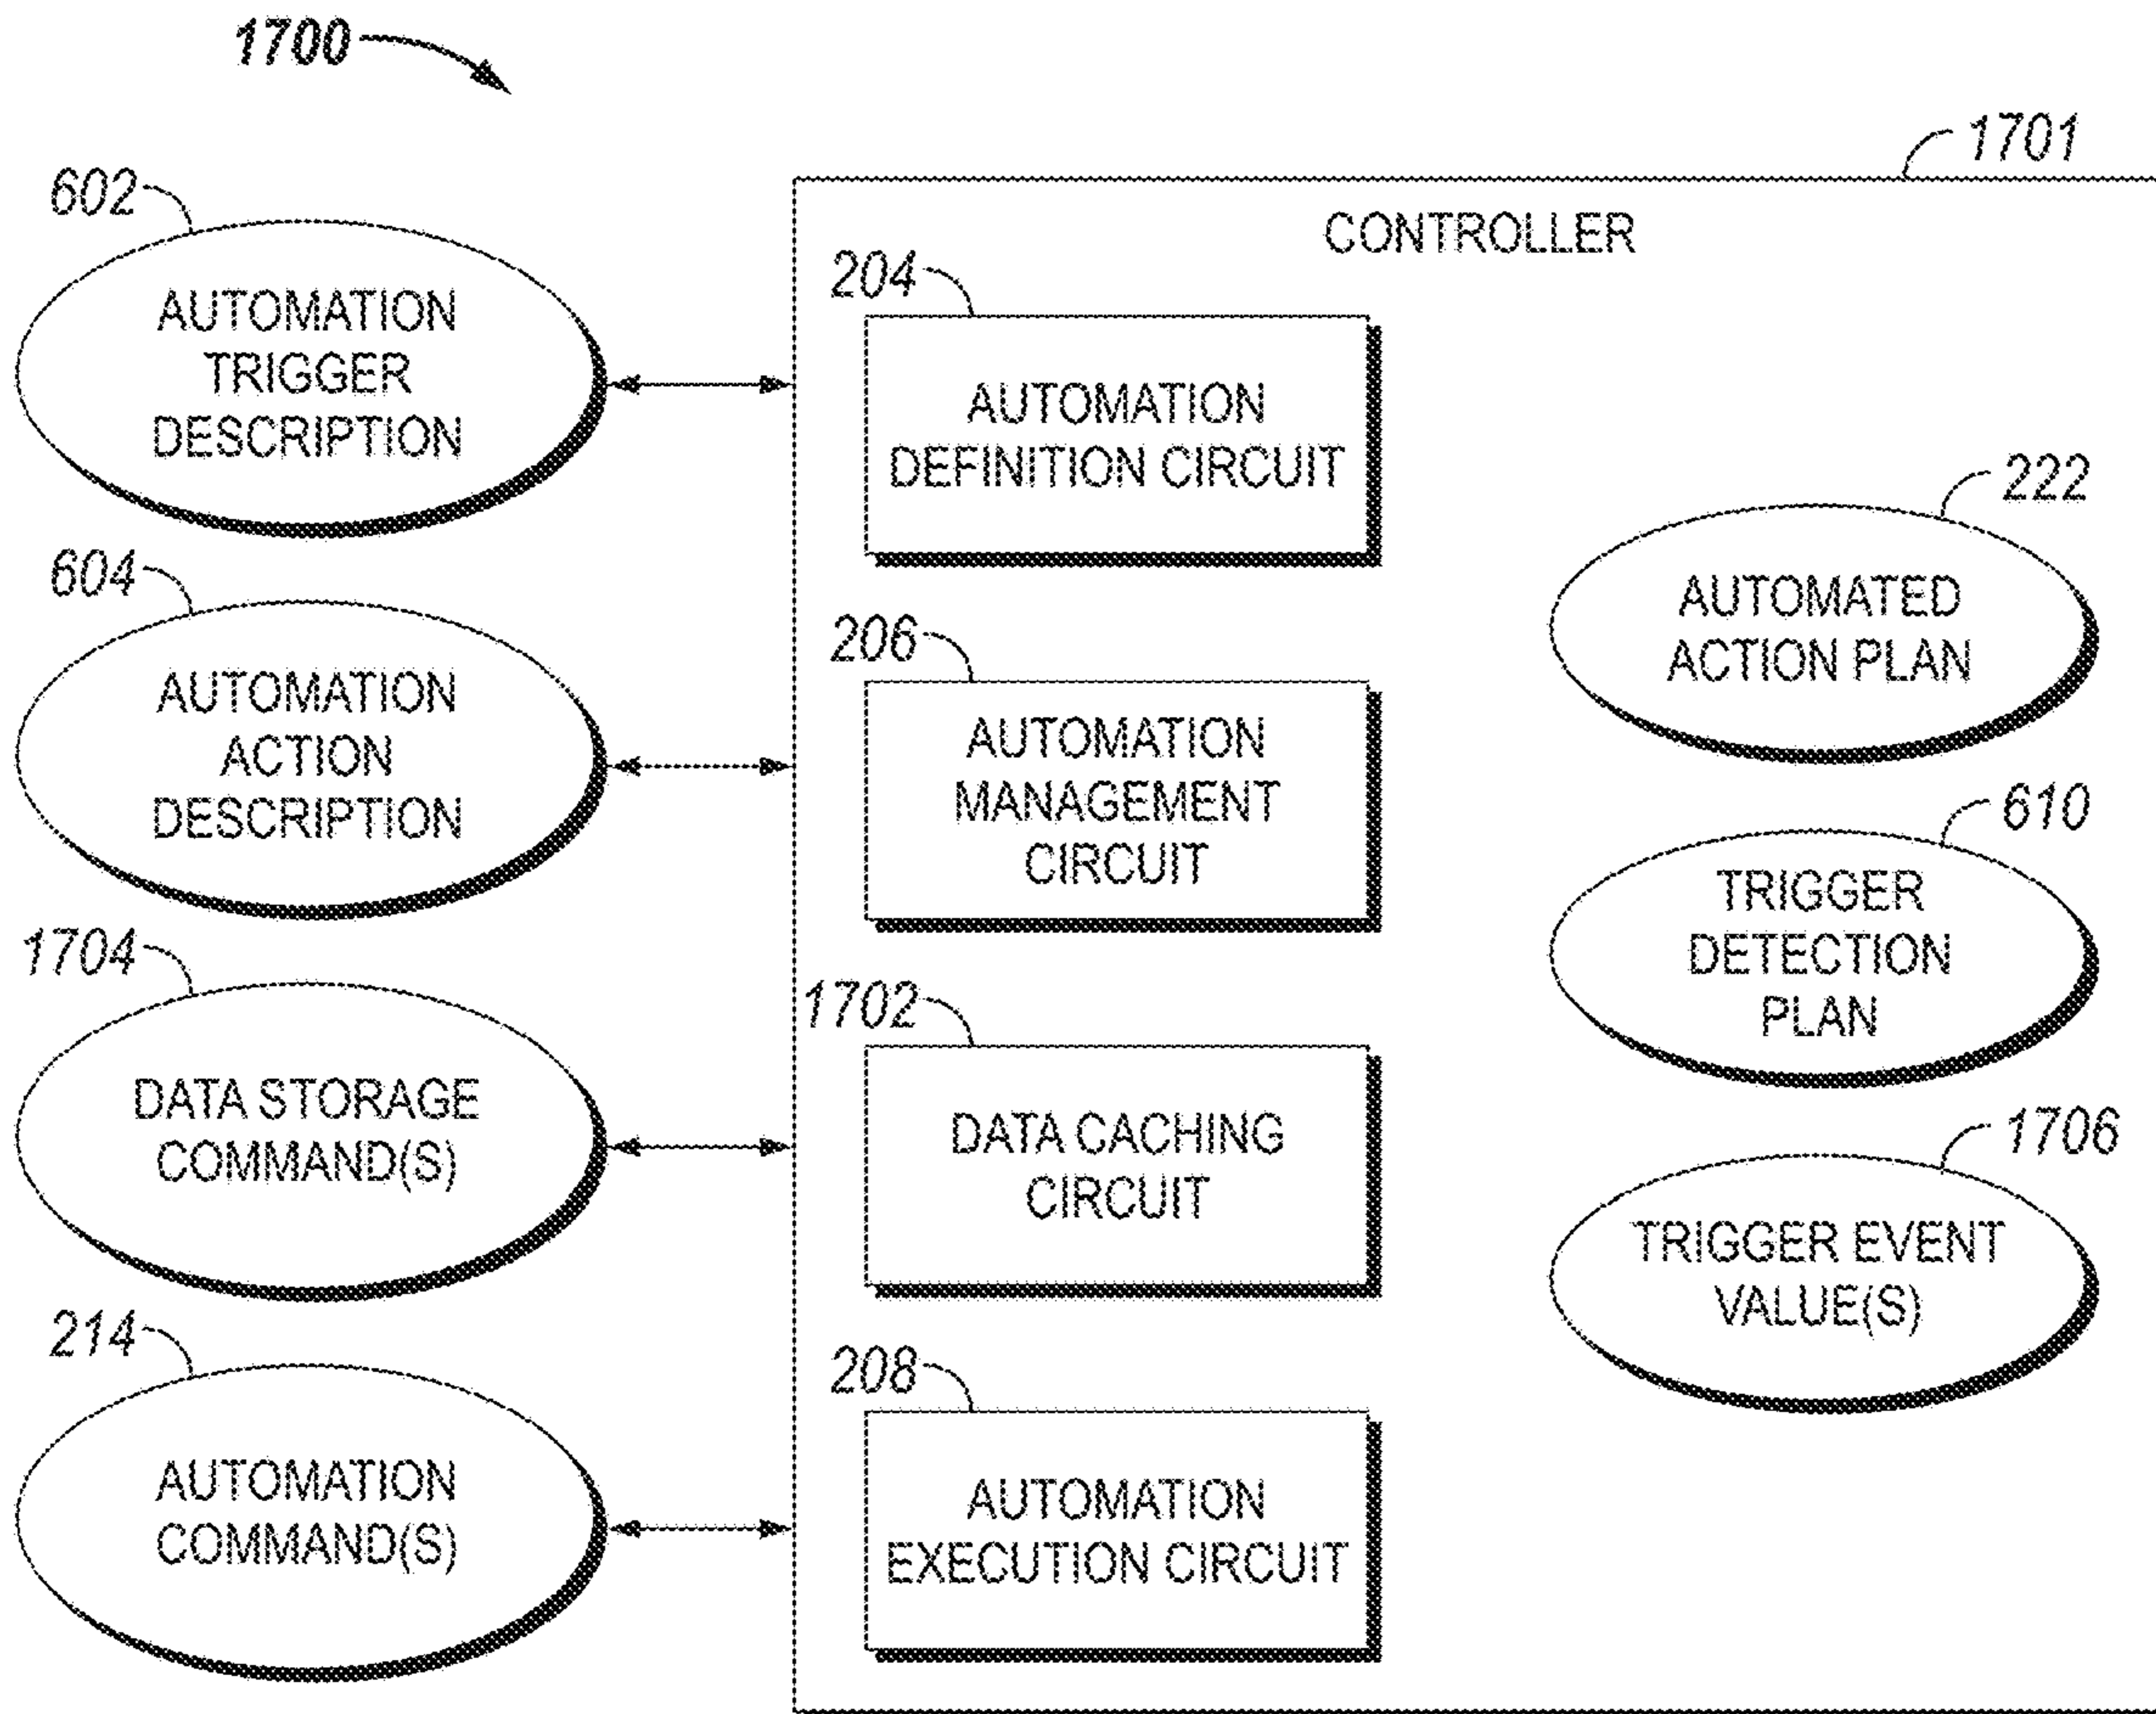 1700
1701
602
CONTROLLER
204
AUTOMATION
TRIGGER
DESCRIPTION
AUTOMATION
DEFINITION CIRCUIT
222
604
AUTOMATED
ACTION PLAN
206
AUTOMATION
ACTION
DESCRIPTION
AUTOMATION
MANAGEMENT
CIRCUIT
610
TRIGGER
DETECTION
PLAN
1704
1702
DATA STORAGE
COMMAND(S)
DATA CACHING
CIRCUIT
1706
TRIGGER EVENT
VALUE(S)
214
208
AUTOMATION
COMMAND(S)
AUTOMATION
EXECUTION CIRCUIT